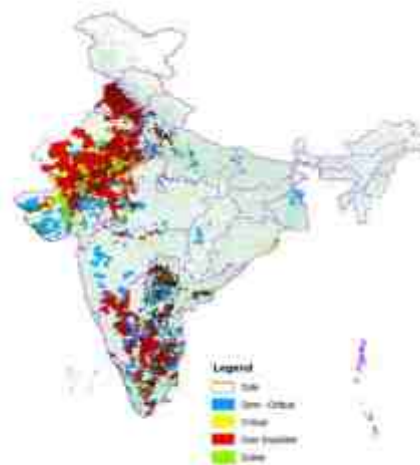 Legend
Safe
Semi - Critical
Critical
Over Exploited
Saline